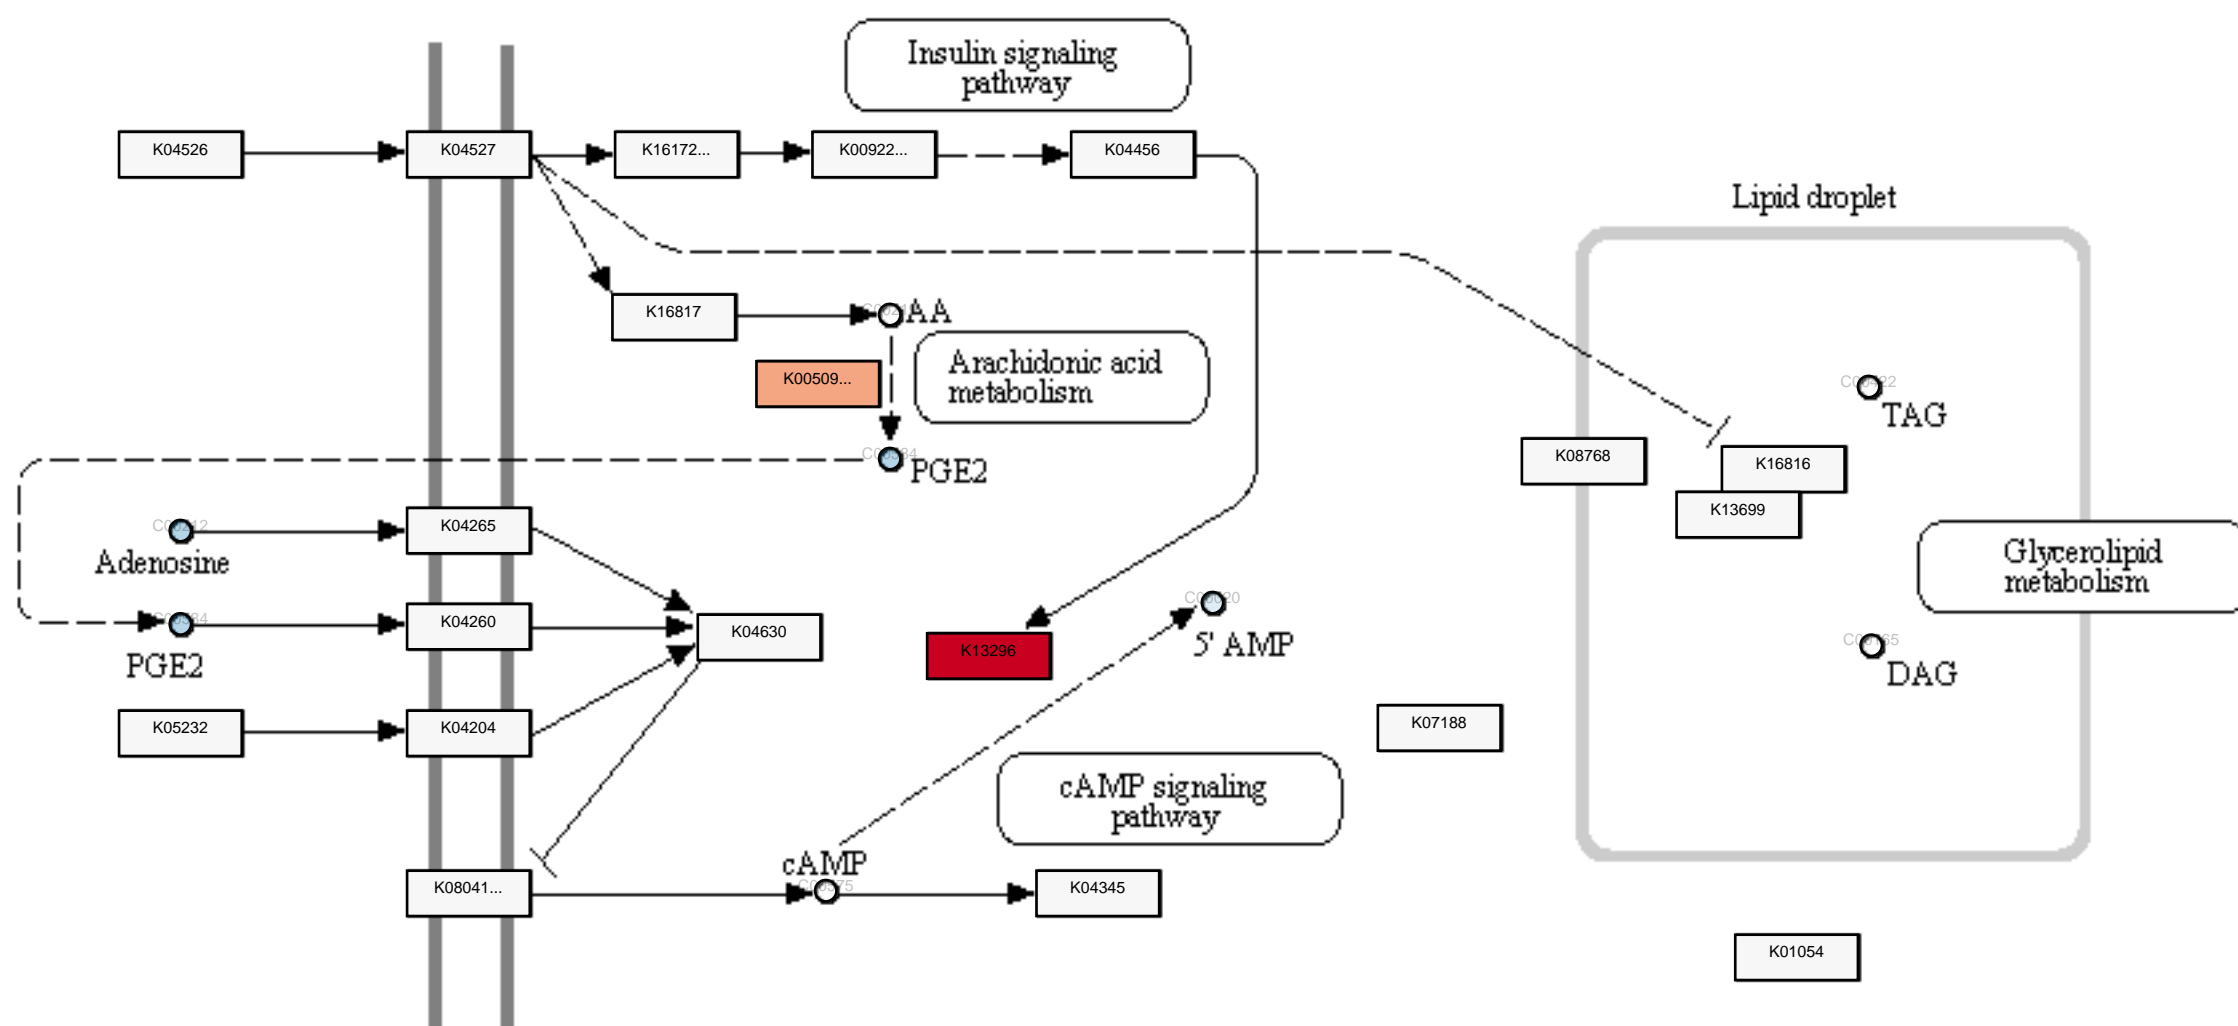 Insulin signaling
pathway
K04526
K04527
K16172...
K00922...
K04456
Lipid droplet
K16817
AA
K00509...
Arachidonic acid
metabolism
TAG
K08768
K16816
PGE2
K13699
K04265
Adenosine
Glycerolipid
metabolism
K04260
K04630
K13296
5' AMP
PGE2
DAG
K05232
K04204
K07188
cAMP signaling
pathway
cAMP
K08041...
K04345
K01054